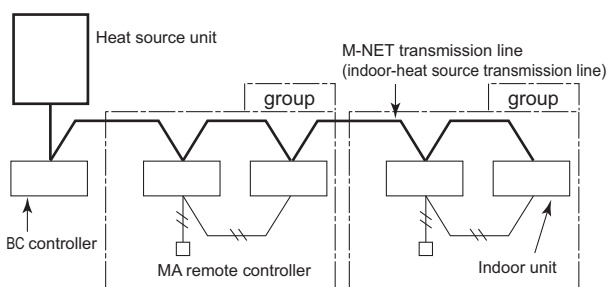 Heat source unit
M-NET transmission line
(indoor-heat source transmission line)
group
group
BC controller
MA remote controller
Indoor unit